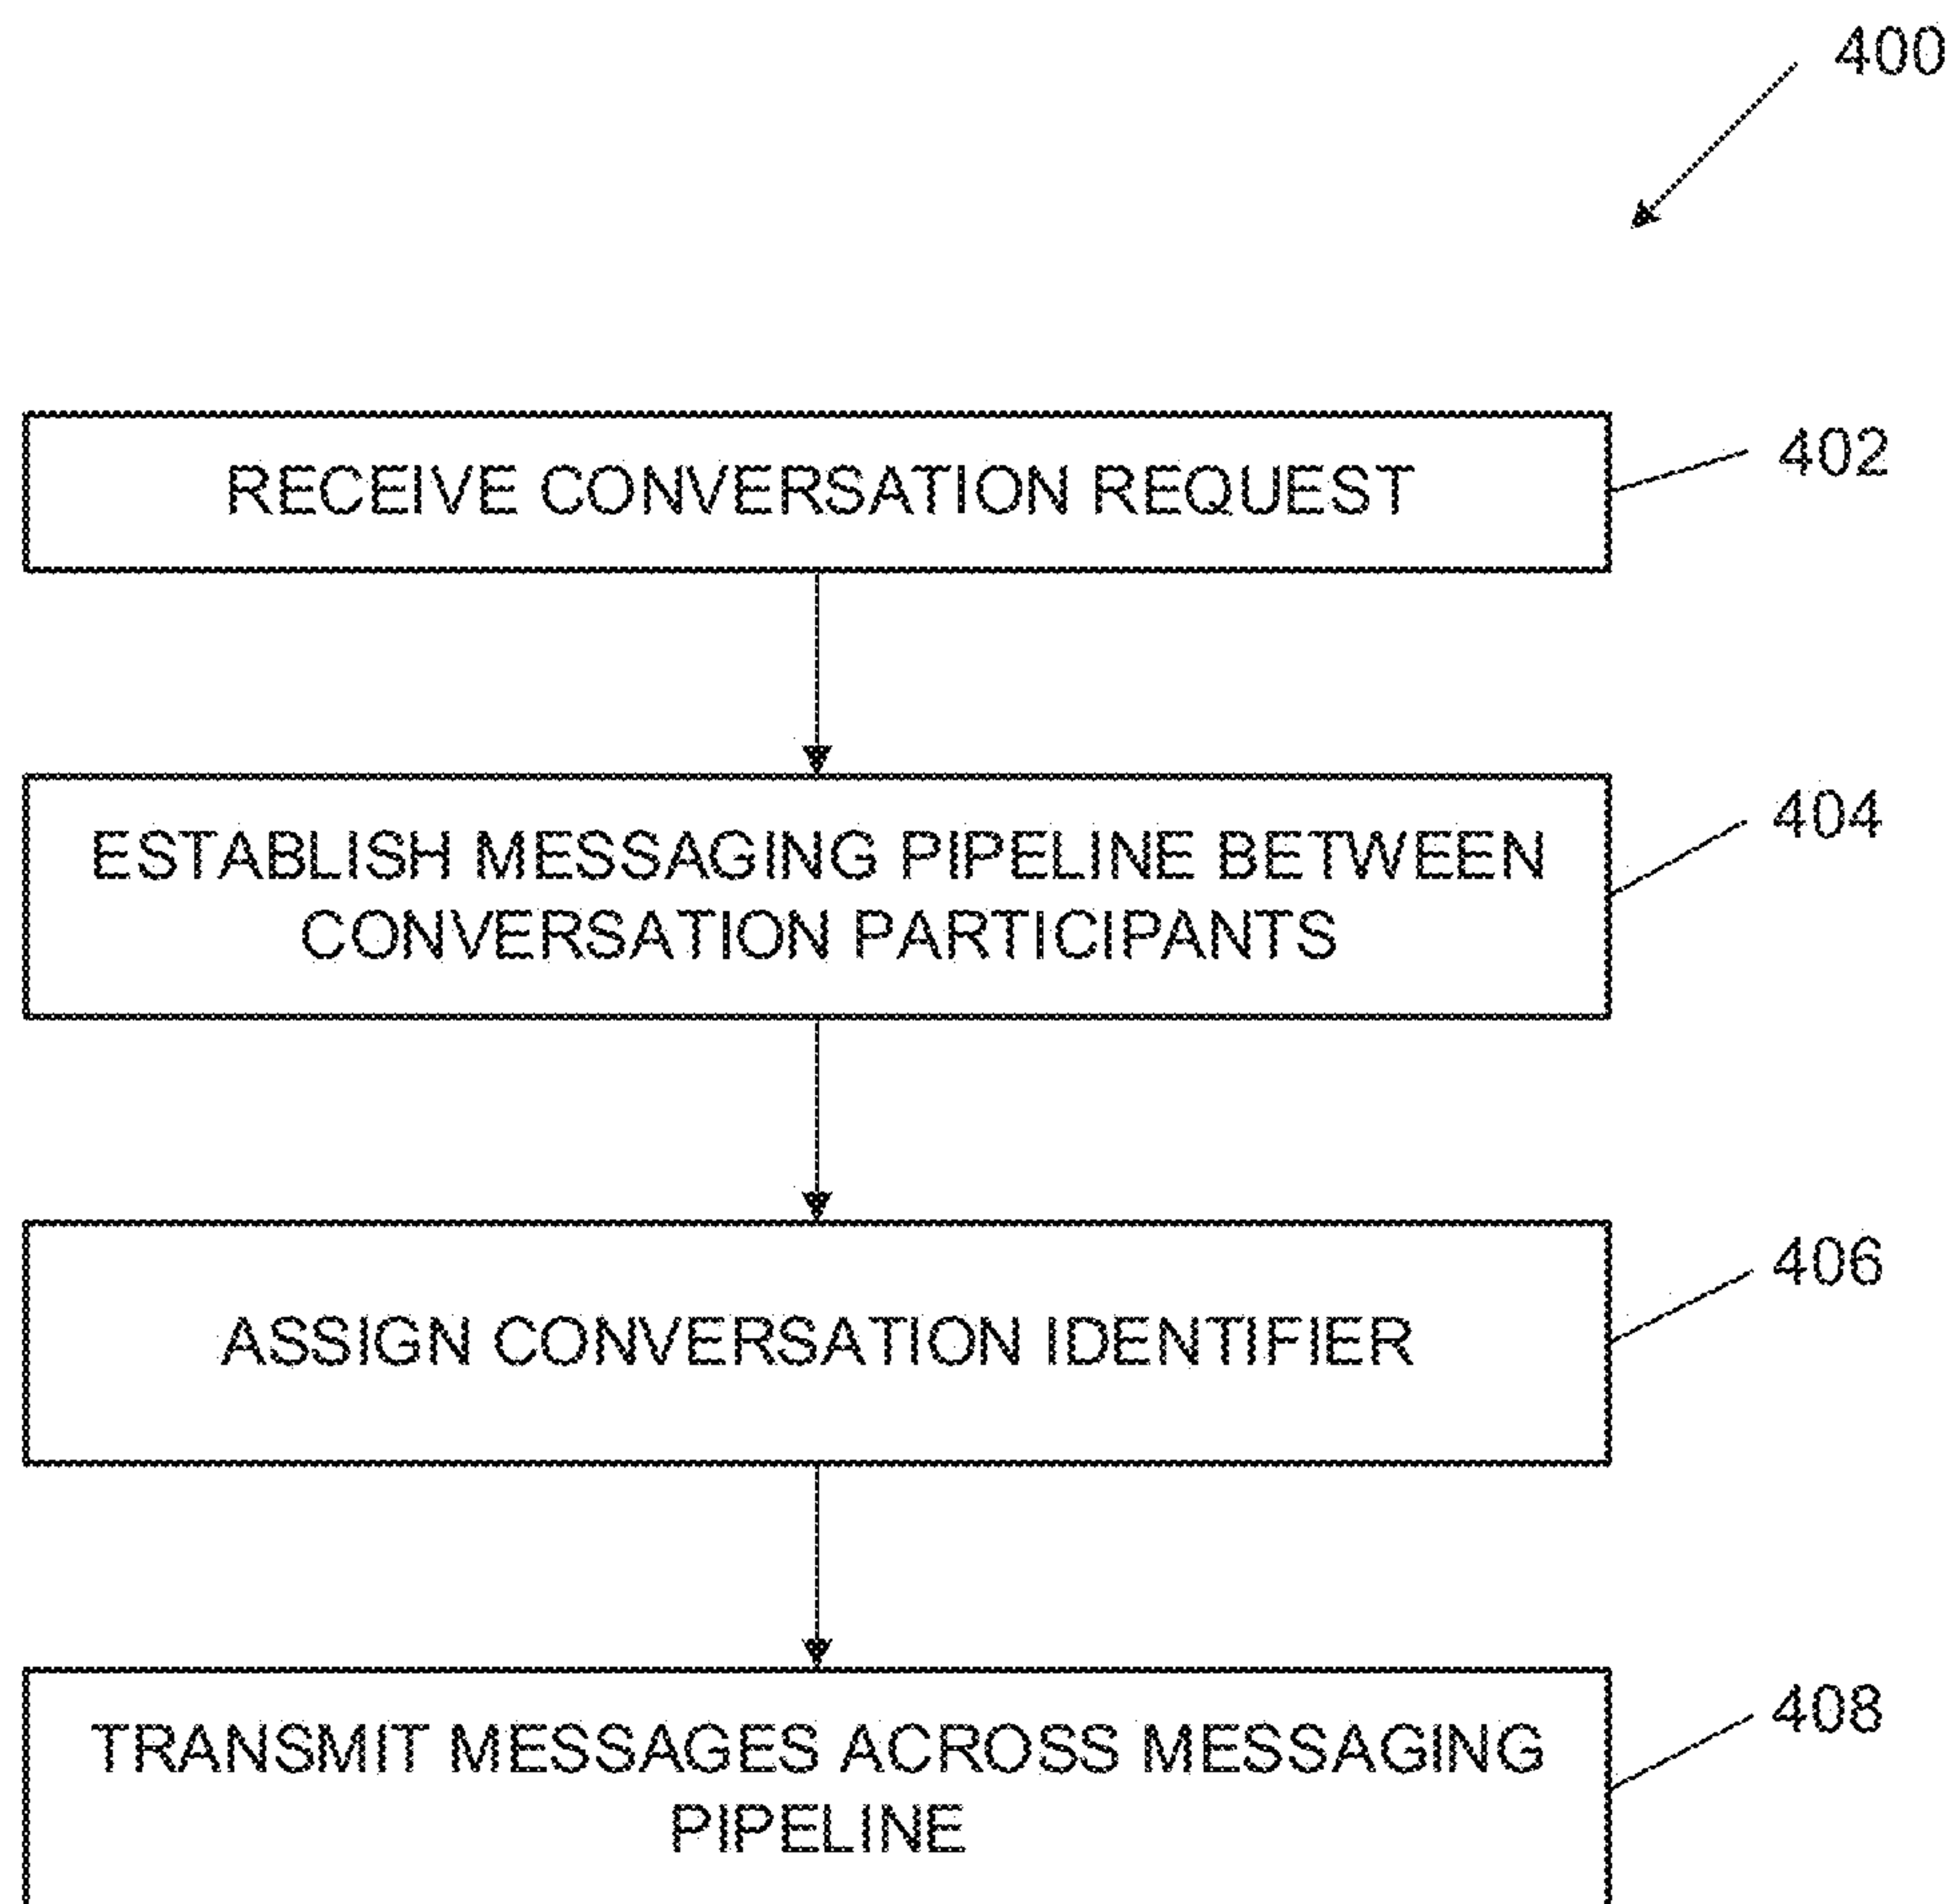 400
RECEIVE CONVERSATION REQUEST
402
ESTABLISH MESSAGING PIPELINE BETWEEN
CONVERSATION PARTICIPANTS
404
ASSIGN CONVERSATION IDENTIFIER
406
TRANSMIT MESSAGES ACROSS MESSAGING
PIPELINE
408